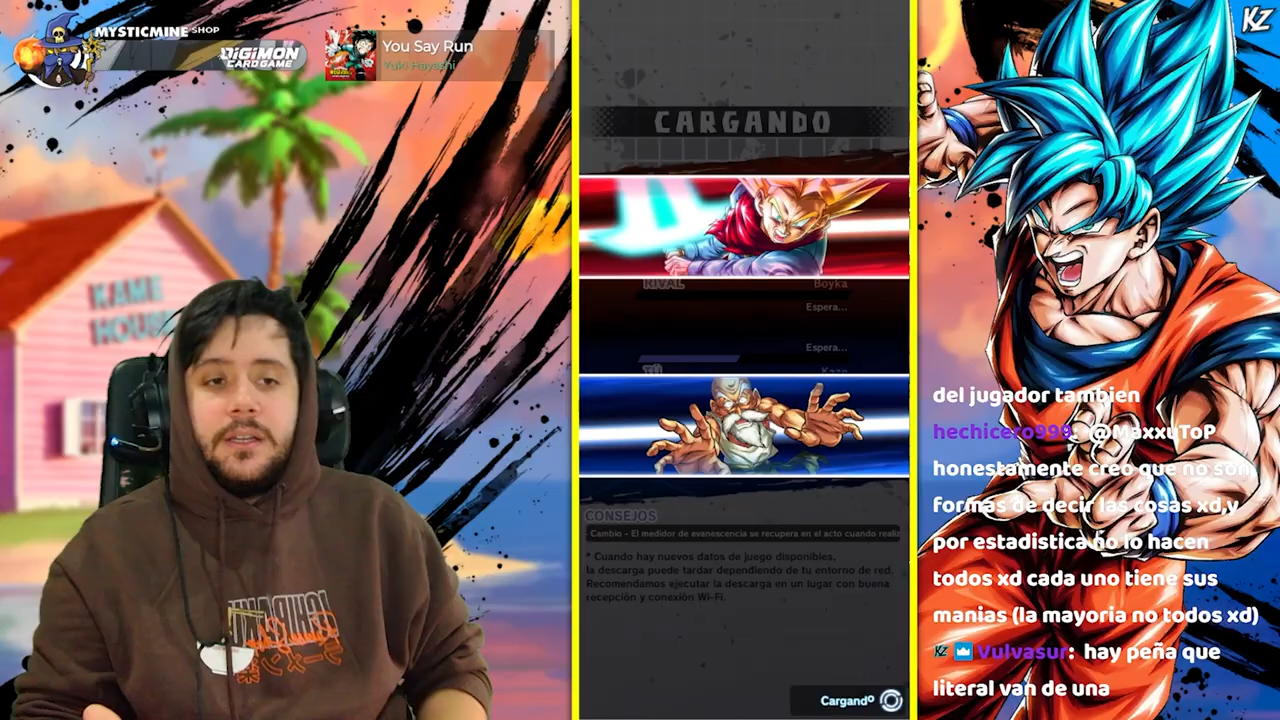 MYSTICMINE SHOP
DIGIMON
CARD GAME
You Say Run
Yuki Hayashi
KAME
HOUSE
ICHIRAKU
CARGANDO
RIVAL
Boyka
Espera...
Espera...
TÚ
Kazo
CONSEJOS
Cambio - El medidor de evanescencia se recupera en el acto cuando realiz
* Cuando hay nuevos datos de juego disponibles,
la descarga puede tardar dependiendo de tu entorno de red.
Recomendamos ejecutar la descarga en un lugar con buena
recepción y conexión Wi-Fi.
Cargando
KZ
del jugador tambien
hechicero999: @MaxxuToP
honestamente creo que no son
formas de decir las cosas xd,y
por estadistica no lo hacen
todos xd cada uno tiene sus
manias (la mayoria no todos xd)
KZ Vulvasur: hay peña que
literal van de una